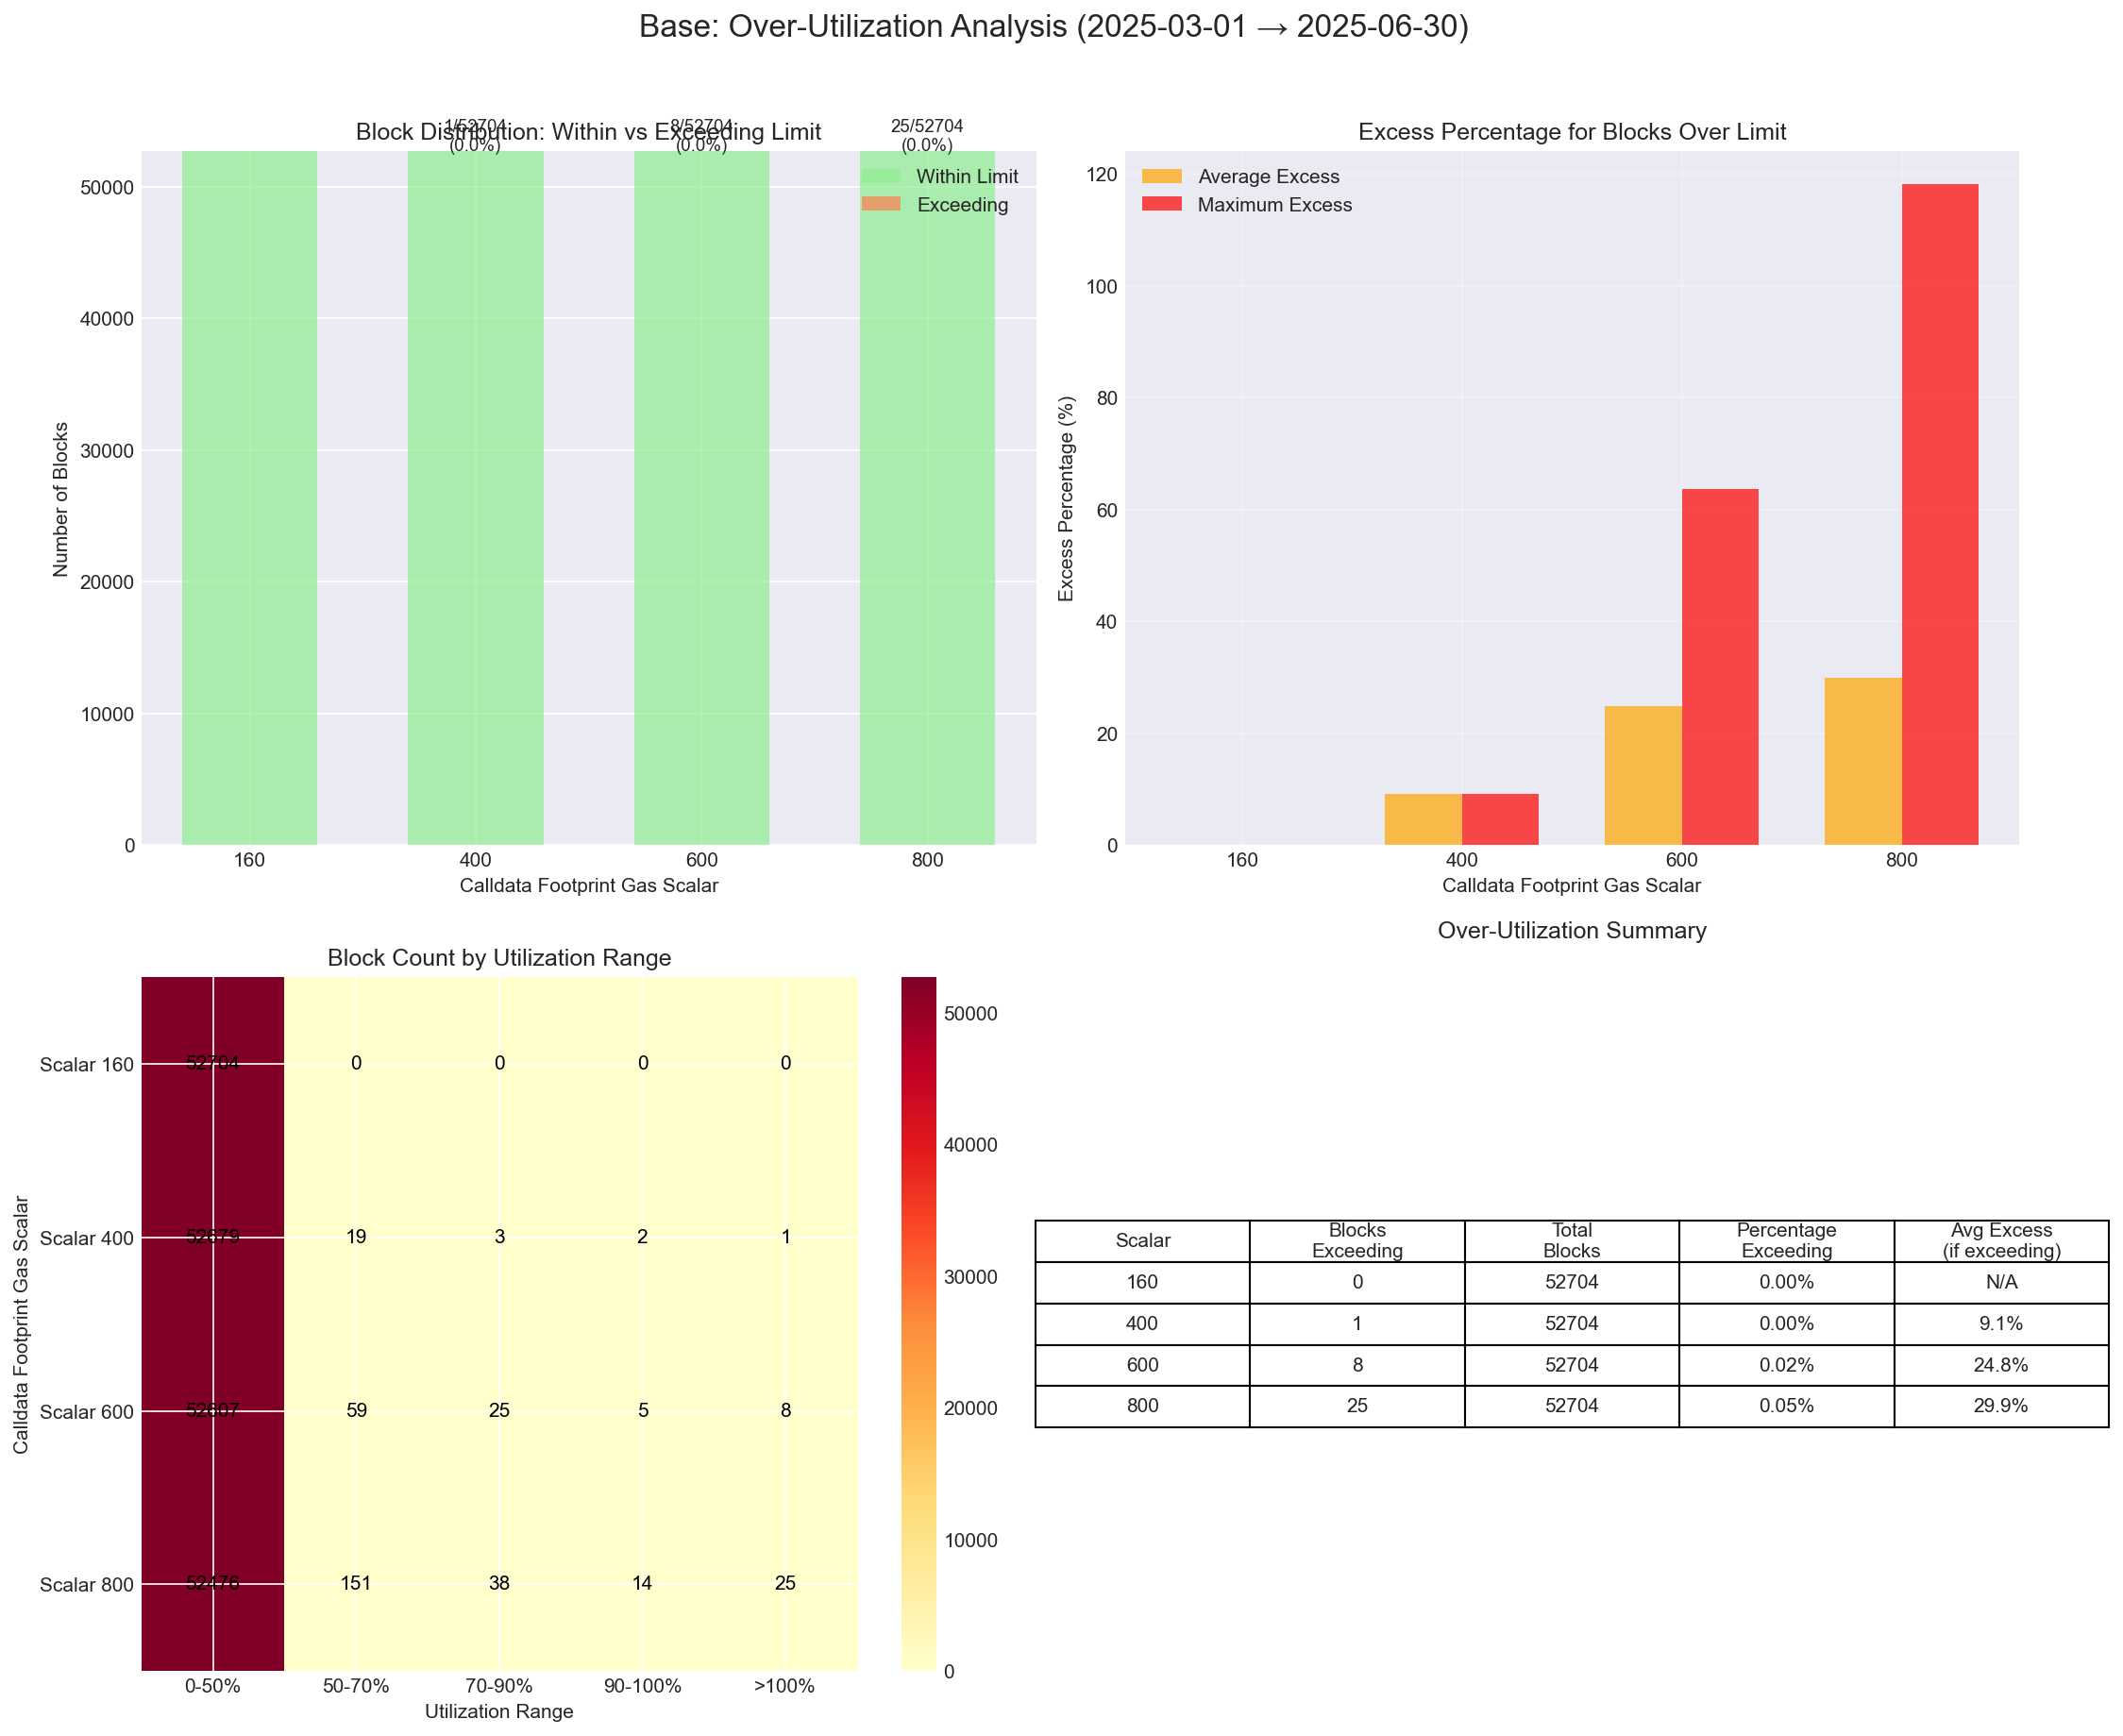 Base: Over-Utilization Analysis (2025-03-01 → 2025-06-30)
Block Distribution: Within vs Exceeding Limit
1/52704
(0.0%)
8/52704
(0.0%)
25/52704
(0.0%)
Within Limit
Exceeding
50000
40000
30000
20000
10000
0
Number of Blocks
160 400 600 800
Calldata Footprint Gas Scalar
Excess Percentage for Blocks Over Limit
Average Excess
Maximum Excess
120
100
80
60
40
20
0
Excess Percentage (%)
160 400 600 800
Calldata Footprint Gas Scalar
Block Count by Utilization Range
Calldata Footprint Gas Scalar
Scalar 160 52704 0 0 0 0
Scalar 400 52679 19 3 2 1
Scalar 600 52607 59 25 5 8
Scalar 800 52476 151 38 14 25
0-50% 50-70% 70-90% 90-100% >100%
Utilization Range
50000
40000
30000
20000
10000
0
Over-Utilization Summary
Scalar Blocks Exceeding Total Blocks Percentage Exceeding Avg Excess (if exceeding)
160 0 52704 0.00% N/A
400 1 52704 0.00% 9.1%
600 8 52704 0.02% 24.8%
800 25 52704 0.05% 29.9%